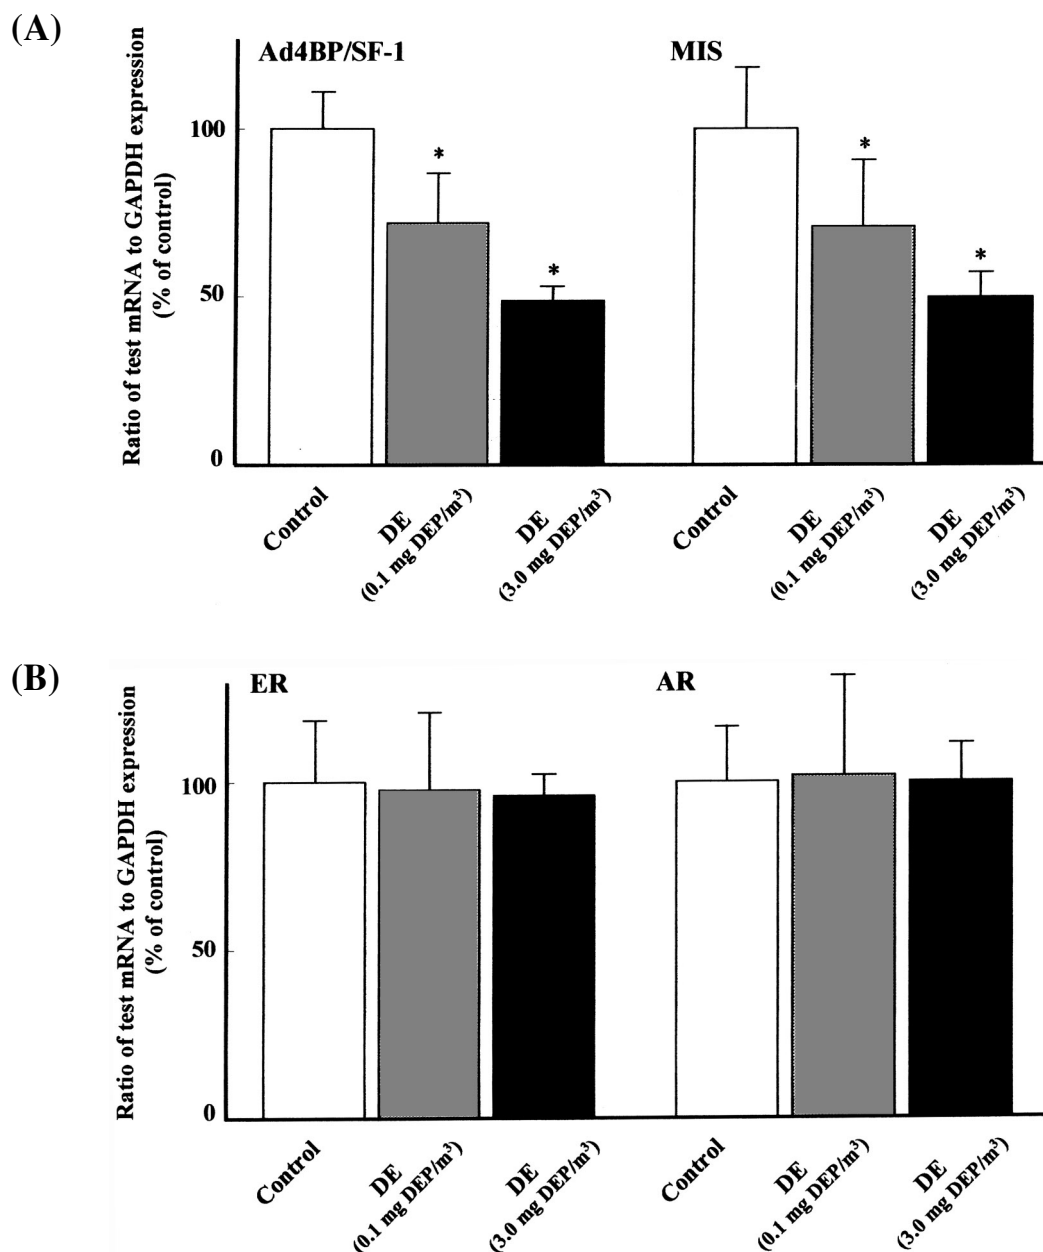 (A)
Ratio of test mRNA to GAPDH expression
(% of control)
Ad4BP/SF-1
MIS
100
50
0
*
*
*
*
Control
DE
(0.1 mg DEP/m³)
DE
(3.0 mg DEP/m³)
Control
DE
(0.1 mg DEP/m³)
DE
(3.0 mg DEP/m³)
(B)
Ratio of test mRNA to GAPDH expression
(% of control)
ER
AR
100
50
0
Control
DE
(0.1 mg DEP/m³)
DE
(3.0 mg DEP/m³)
Control
DE
(0.1 mg DEP/m³)
DE
(3.0 mg DEP/m³)